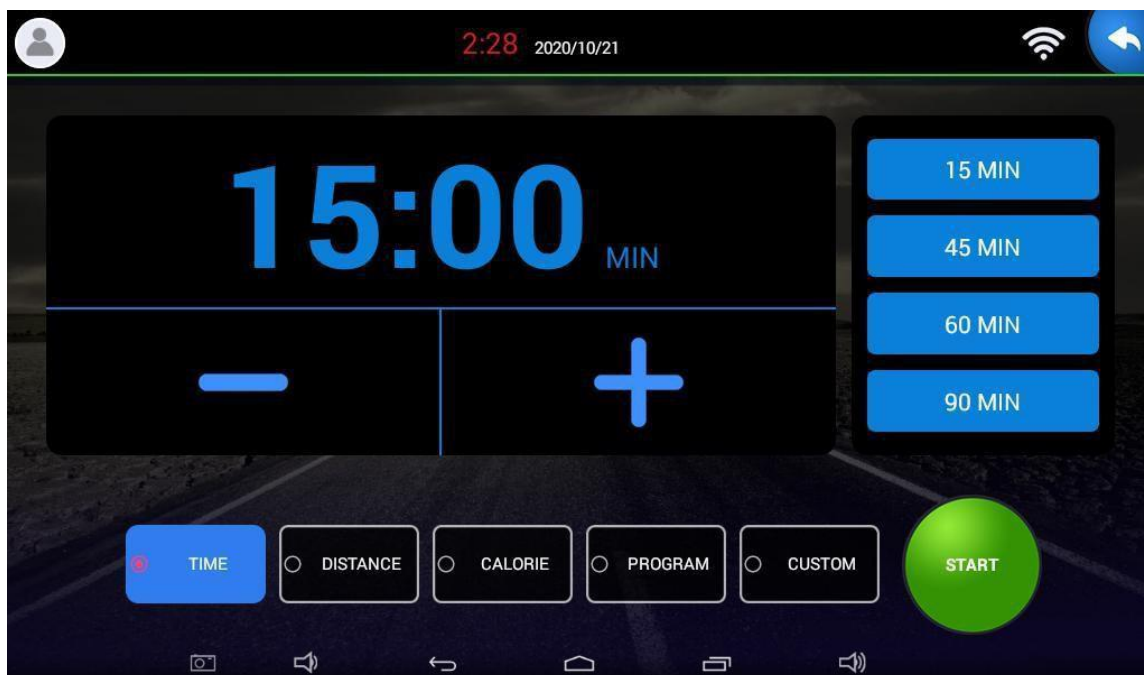 2:28 2020/10/21
15:00 MIN
15 MIN
45 MIN
60 MIN
90 MIN
TIME
DISTANCE
CALORIE
PROGRAM
CUSTOM
START